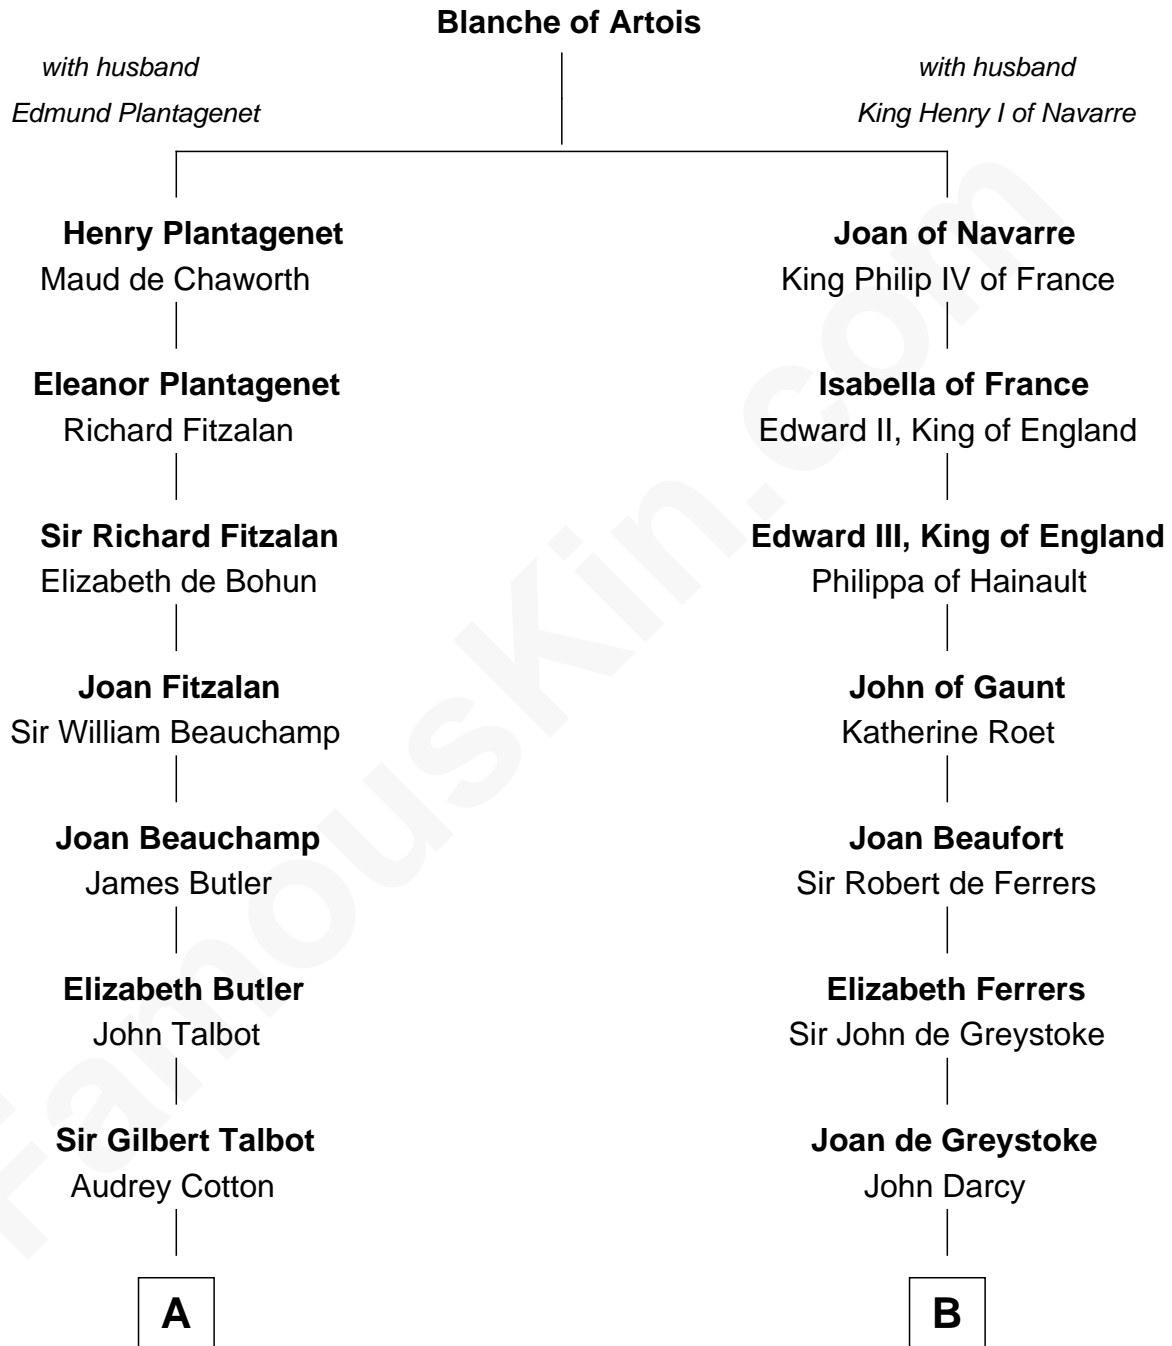 Blanche of Artois
with husband
Edmund Plantagenet
with husband
King Henry I of Navarre
Henry Plantagenet
Maud de Chaworth
Joan of Navarre
King Philip IV of France
Eleanor Plantagenet
Richard Fitzalan
Isabella of France
Edward II, King of England
Sir Richard Fitzalan
Elizabeth de Bohun
Edward III, King of England
Philippa of Hainault
Joan Fitzalan
Sir William Beauchamp
John of Gaunt
Katherine Roet
Joan Beauchamp
James Butler
Joan Beaufort
Sir Robert de Ferrers
Elizabeth Butler
John Talbot
Elizabeth Ferrers
Sir John de Greystoke
Sir Gilbert Talbot
Audrey Cotton
Joan de Greystoke
John Darcy
A
B
FamousKin.com